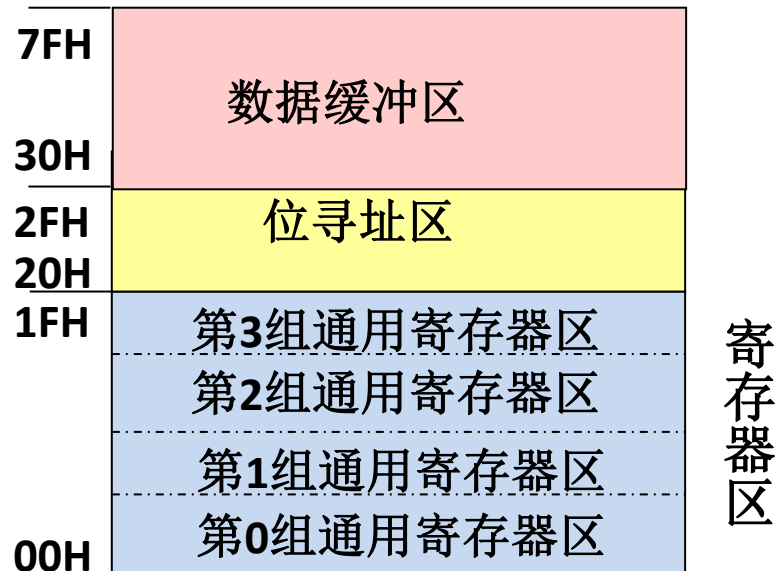 7FH
数据缓冲区
30H
2FH
位寻址区
20H
1FH
第3组通用寄存器区
第2组通用寄存器区
第1组通用寄存器区
第0组通用寄存器区
00H
寄存器区